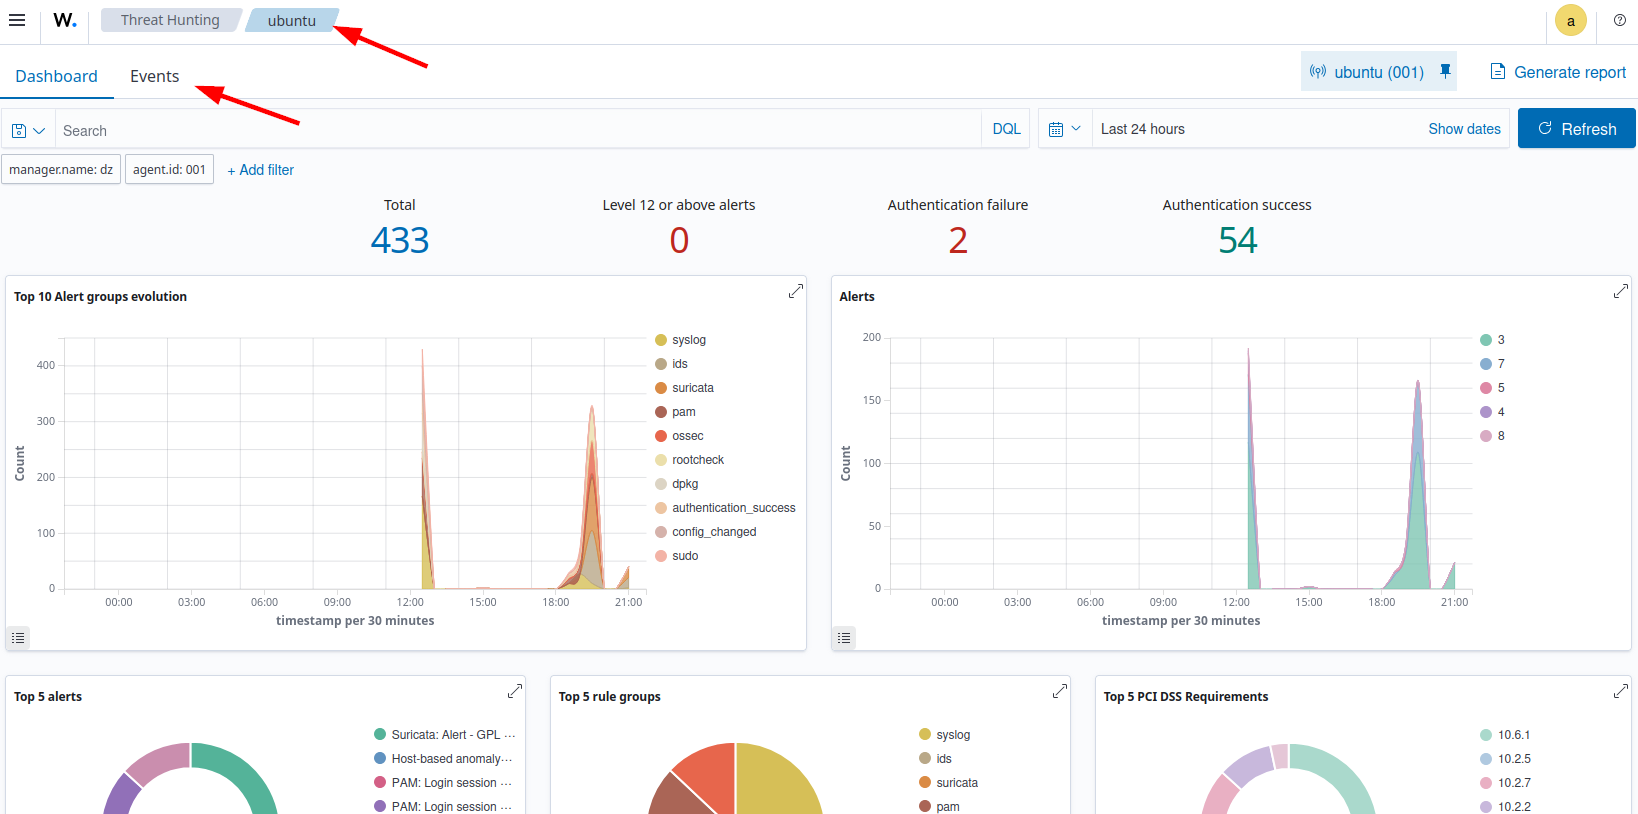 W. Threat Hunting ubuntu a
Dashboard Events ubuntu (001) Generate report
Search DQL Last 24 hours Show dates Refresh
manager.name: dz agent.id: 001 + Add filter
Total Level 12 or above alerts Authentication failure Authentication success
433 0 2 54
Top 10 Alert groups evolution
Count
400
300
200
100
0
00:00 03:00 06:00 09:00 12:00 15:00 18:00 21:00
timestamp per 30 minutes
syslog
ids
suricata
pam
ossec
rootcheck
dpkg
authentication_success
config_changed
sudo
Alerts
Count
200
150
100
50
0
00:00 03:00 06:00 09:00 12:00 15:00 18:00 21:00
timestamp per 30 minutes
3
7
5
4
8
Top 5 alerts
Suricata: Alert - GPL ...
Host-based anomaly...
PAM: Login session ...
PAM: Login session ...
Top 5 rule groups
syslog
ids
suricata
pam
Top 5 PCI DSS Requirements
10.6.1
10.2.5
10.2.7
10.2.2